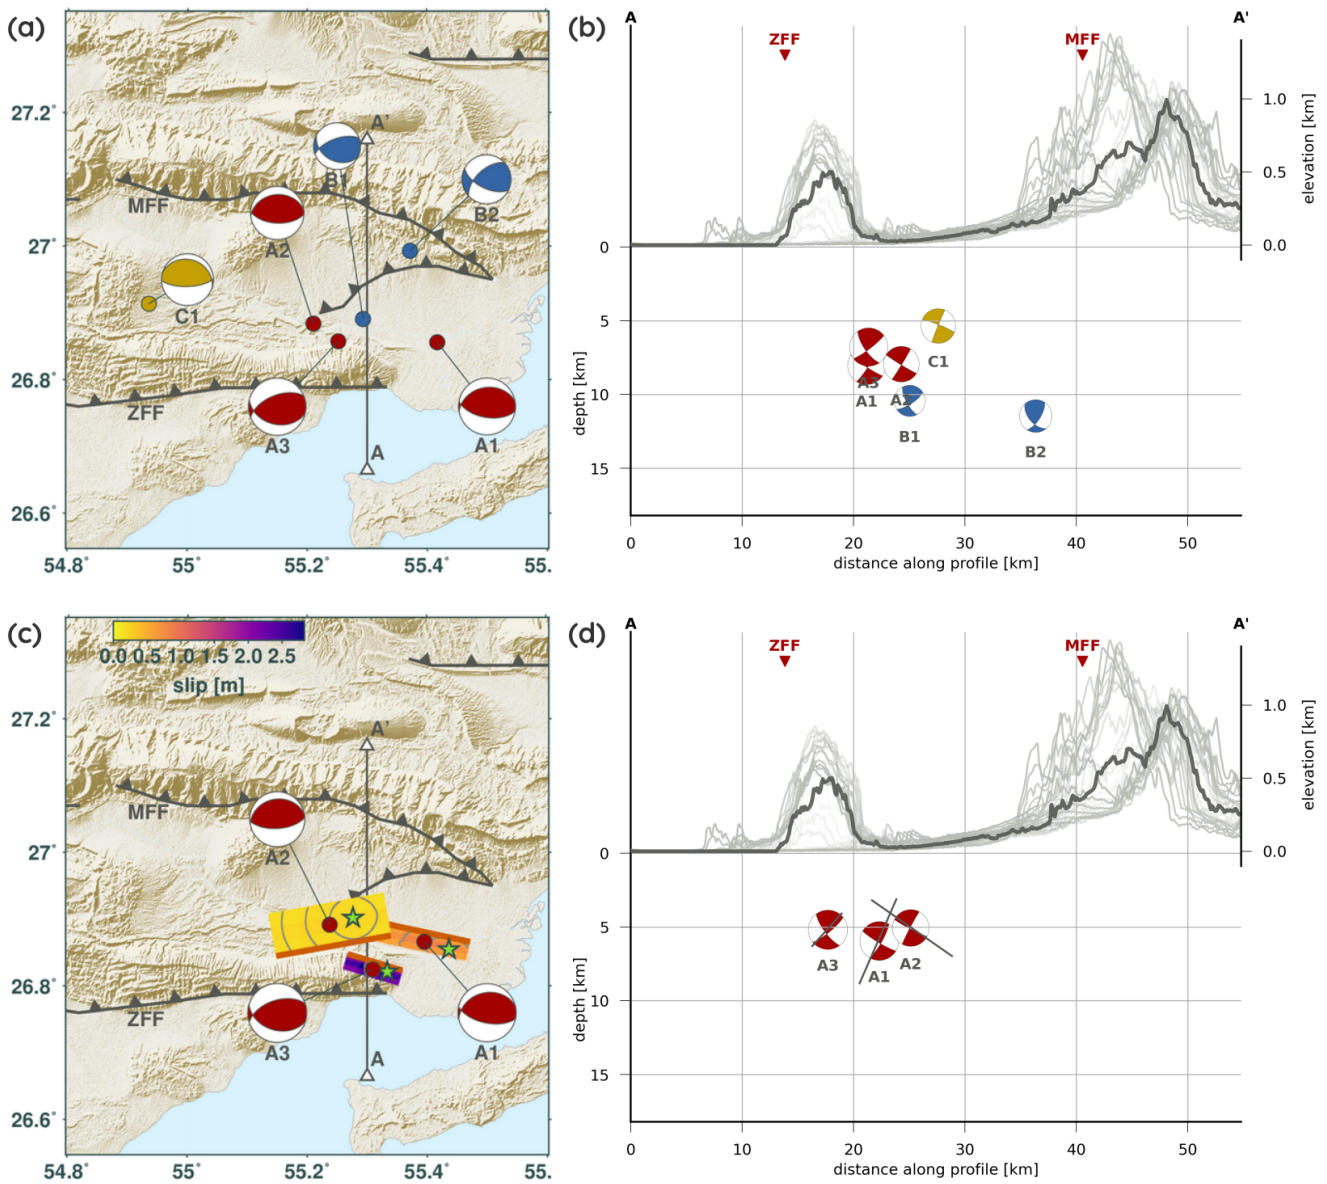 (a)
27.2°
27°
26.8°
26.6°
54.8°
55°
55.2°
55.4°
55.
A'
B1
B2
MFF
A2
C1
ZFF
A3
A
A1
(b)
A
A'
ZFF
MFF
1.0
0.5
0.0
elevation [km]
0
5
10
15
depth [km]
C1
A3
A1
A2
B1
B2
0
10
20
30
40
50
distance along profile [km]
(c)
0.0 0.5 1.0 1.5 2.0 2.5
slip [m]
27.2°
27°
26.8°
26.6°
54.8°
55°
55.2°
55.4°
55.
A'
MFF
A2
ZFF
A3
A
A1
(d)
A
A'
ZFF
MFF
1.0
0.5
0.0
elevation [km]
0
5
10
15
depth [km]
A3
A1
A2
0
10
20
30
40
50
distance along profile [km]